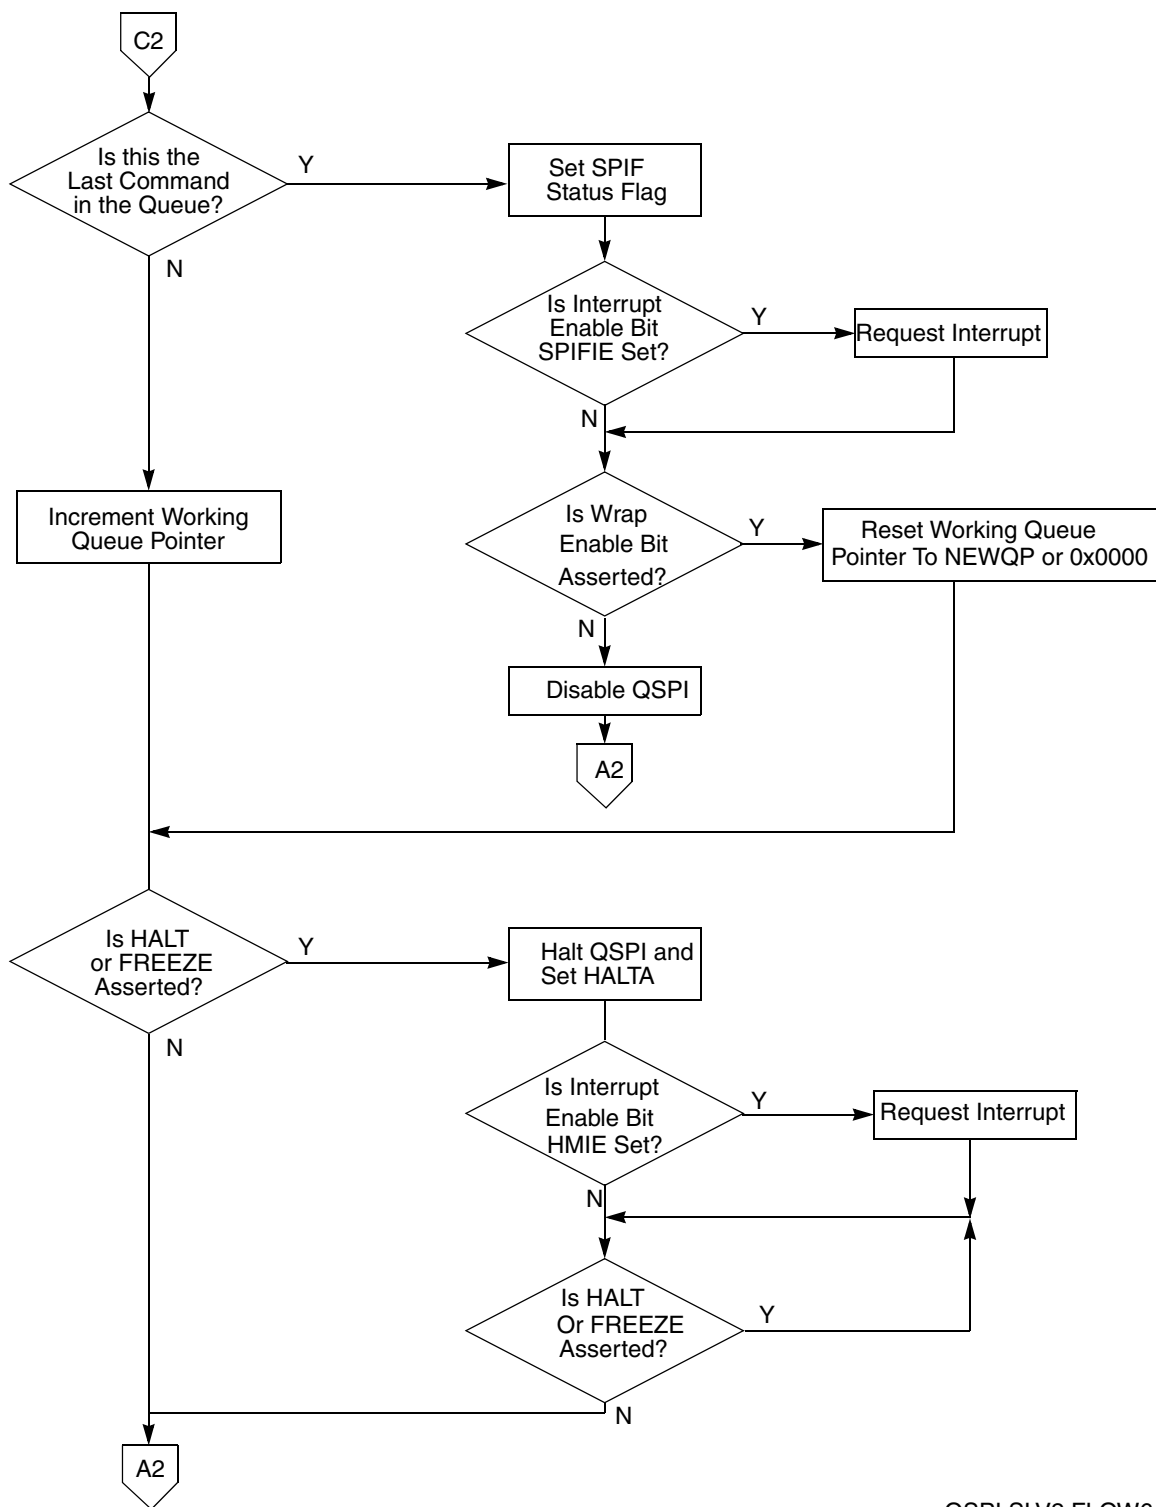 C2
Is this the
Last Command
in the Queue?
Y
N
Set SPIF
Status Flag
Is Interrupt
Enable Bit
SPIFIE Set?
Y
N
Request Interrupt
Is Wrap
Enable Bit
Asserted?
Y
N
Reset Working Queue
Pointer To NEWQP or 0x0000
Increment Working
Queue Pointer
Disable QSPI
A2
Is HALT
or FREEZE
Asserted?
Y
N
Halt QSPI and
Set HALTA
Is Interrupt
Enable Bit
HMIE Set?
Y
N
Request Interrupt
Is HALT
Or FREEZE
Asserted?
Y
N
A2